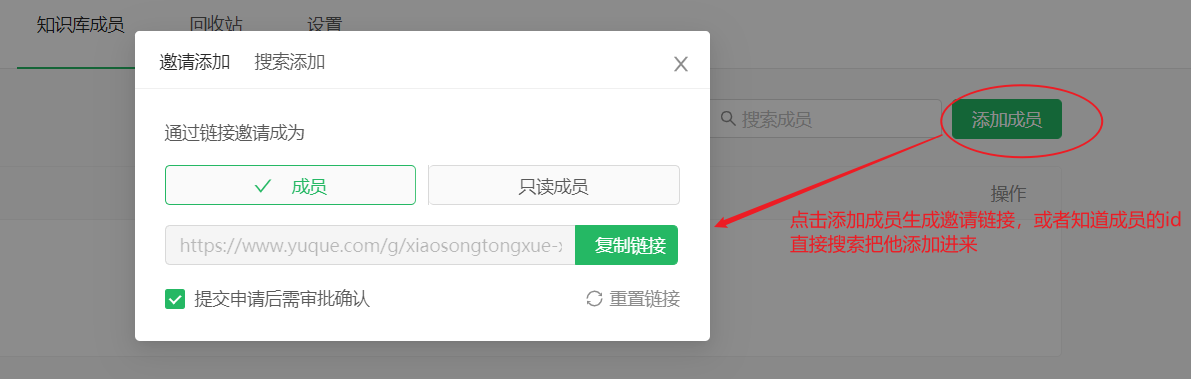 知识库成员 回收站 设置
邀请添加 搜索添加
搜索成员 添加成员
通过链接邀请成为
成员 只读成员
操作
点击添加成员生成邀请链接，或者知道成员的id
直接搜索把他添加进来
https://www.yuque.com/g/xiaosongtongxue-x 复制链接
提交申请后需审批确认 重置链接